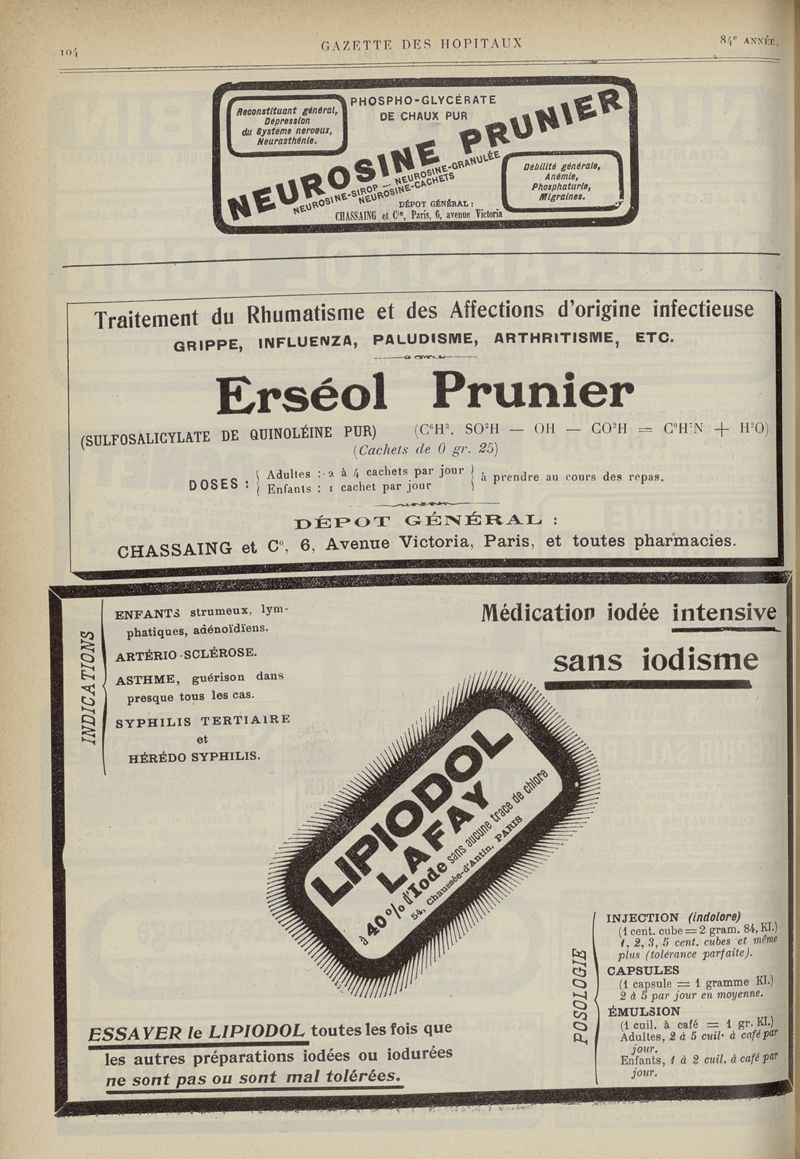 104
GAZETTE DES HOPITAUX
84e ANNÉE.
Reconstituant général,
Dépression
du Système nerveux,
Neurasthénie.
PHOSPHO-GLYCÉRATE
DE CHAUX PUR
NEUROSINE PRUNIER
NEUROSINE-SIROP — NEUROSINE-GRANULÉE
NEUROSINE-CACHETS
DÉPOT GÉNÉRAL :
CHASSAING et Cie, Paris, 6, avenue Victoria
Débilité générale,
Anémie,
Phosphaturie,
Migraines.
Traitement du Rhumatisme et des Affections d'origine infectieuse
GRIPPE, INFLUENZA, PALUDISME, ARTHRITISME, ETC.
Erséol Prunier
(SULFOSALICYLATE DE QUINOLÉINE PUR) (C⁶H³. SO³H — OH — CO²H = C⁹H⁷N + H²O)
(Cachets de 0 gr. 25)
DOSES : { Adultes : 2 à 4 cachets par jour } à prendre au cours des repas.
{ Enfants : 1 cachet par jour }
DÉPOT GÉNÉRAL :
CHASSAING et Cie, 6, Avenue Victoria, Paris, et toutes pharmacies.
INDICATIONS
ENFANTS strumeux, lym-
phatiques, adénoïdïens.
ARTÉRIO-SCLÉROSE.
ASTHME, guérison dans
presque tous les cas.
SYPHILIS TERTIAIRE
et
HÉRÉDO SYPHILIS.
Médication iodée intensive
sans iodisme
LIPIODOL
LAFAY
à 40% d'Iode sans aucune trace de chlore
54, Chaussée-d'Antin, PARIS
ESSAYER le LIPIODOL toutes les fois que
les autres préparations iodées ou iodurées
ne sont pas ou sont mal tolérées.
POSOLOGIE
INJECTION (indolore)
(1 cent. cube = 2 gram. 84, KI.)
1, 2, 3, 5 cent. cubes et même
plus (tolérance parfaite).
CAPSULES
(1 capsule = 1 gramme KI.)
2 à 5 par jour en moyenne.
ÉMULSION
(1 cuil. à café = 1 gr. KI.)
Adultes, 2 à 5 cuil. à café par
jour.
Enfants, 1 à 2 cuil. à café par
jour.